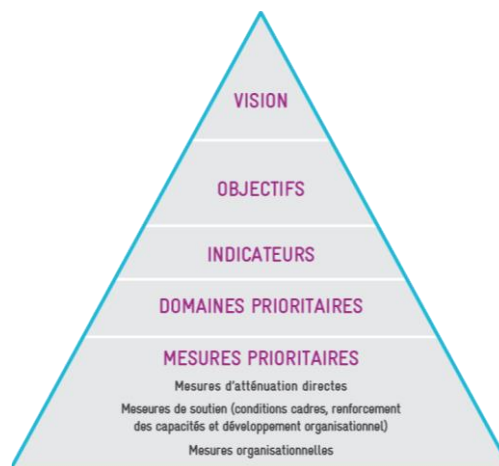 VISION
OBJECTIFS
INDICATEURS
DOMAINES PRIORITAIRES
MESURES PRIORITAIRES
Mesures d'atténuation directes
Meseures de soutien (conditions cadres, renforcement
des capacités et développement organisationnel)
Mesures organisationnelles